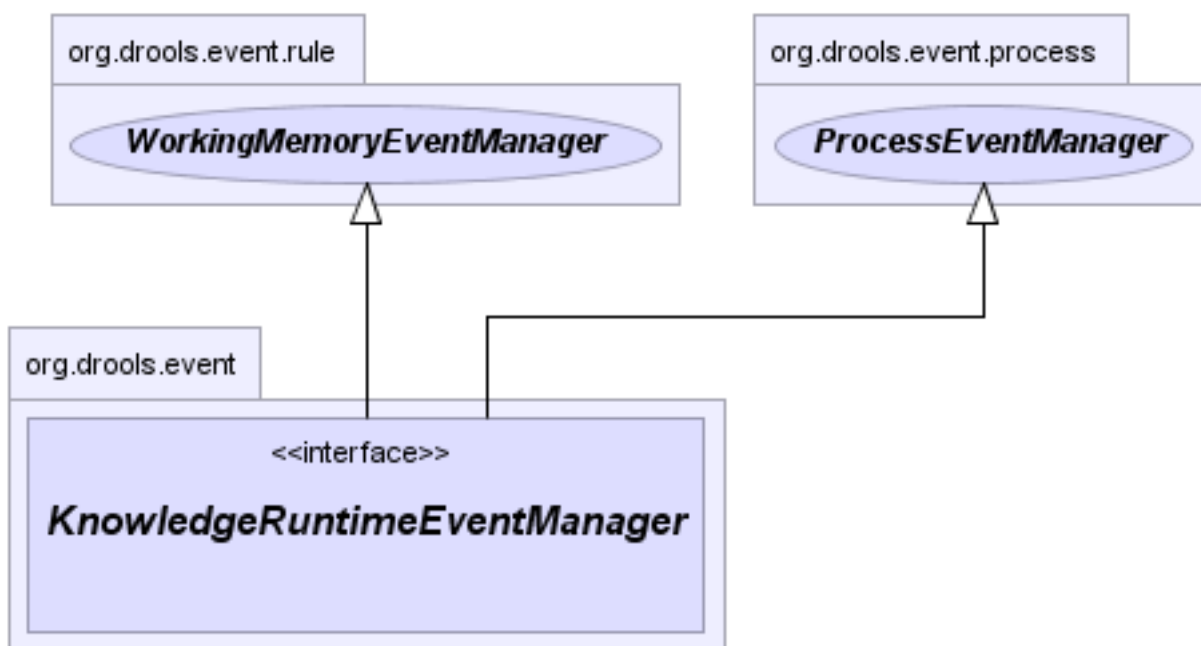 org.drools.event.rule
org.drools.event.process
WorkingMemoryEventManager
ProcessEventManager
org.drools.event
<<interface>>
KnowledgeRuntimeEventManager